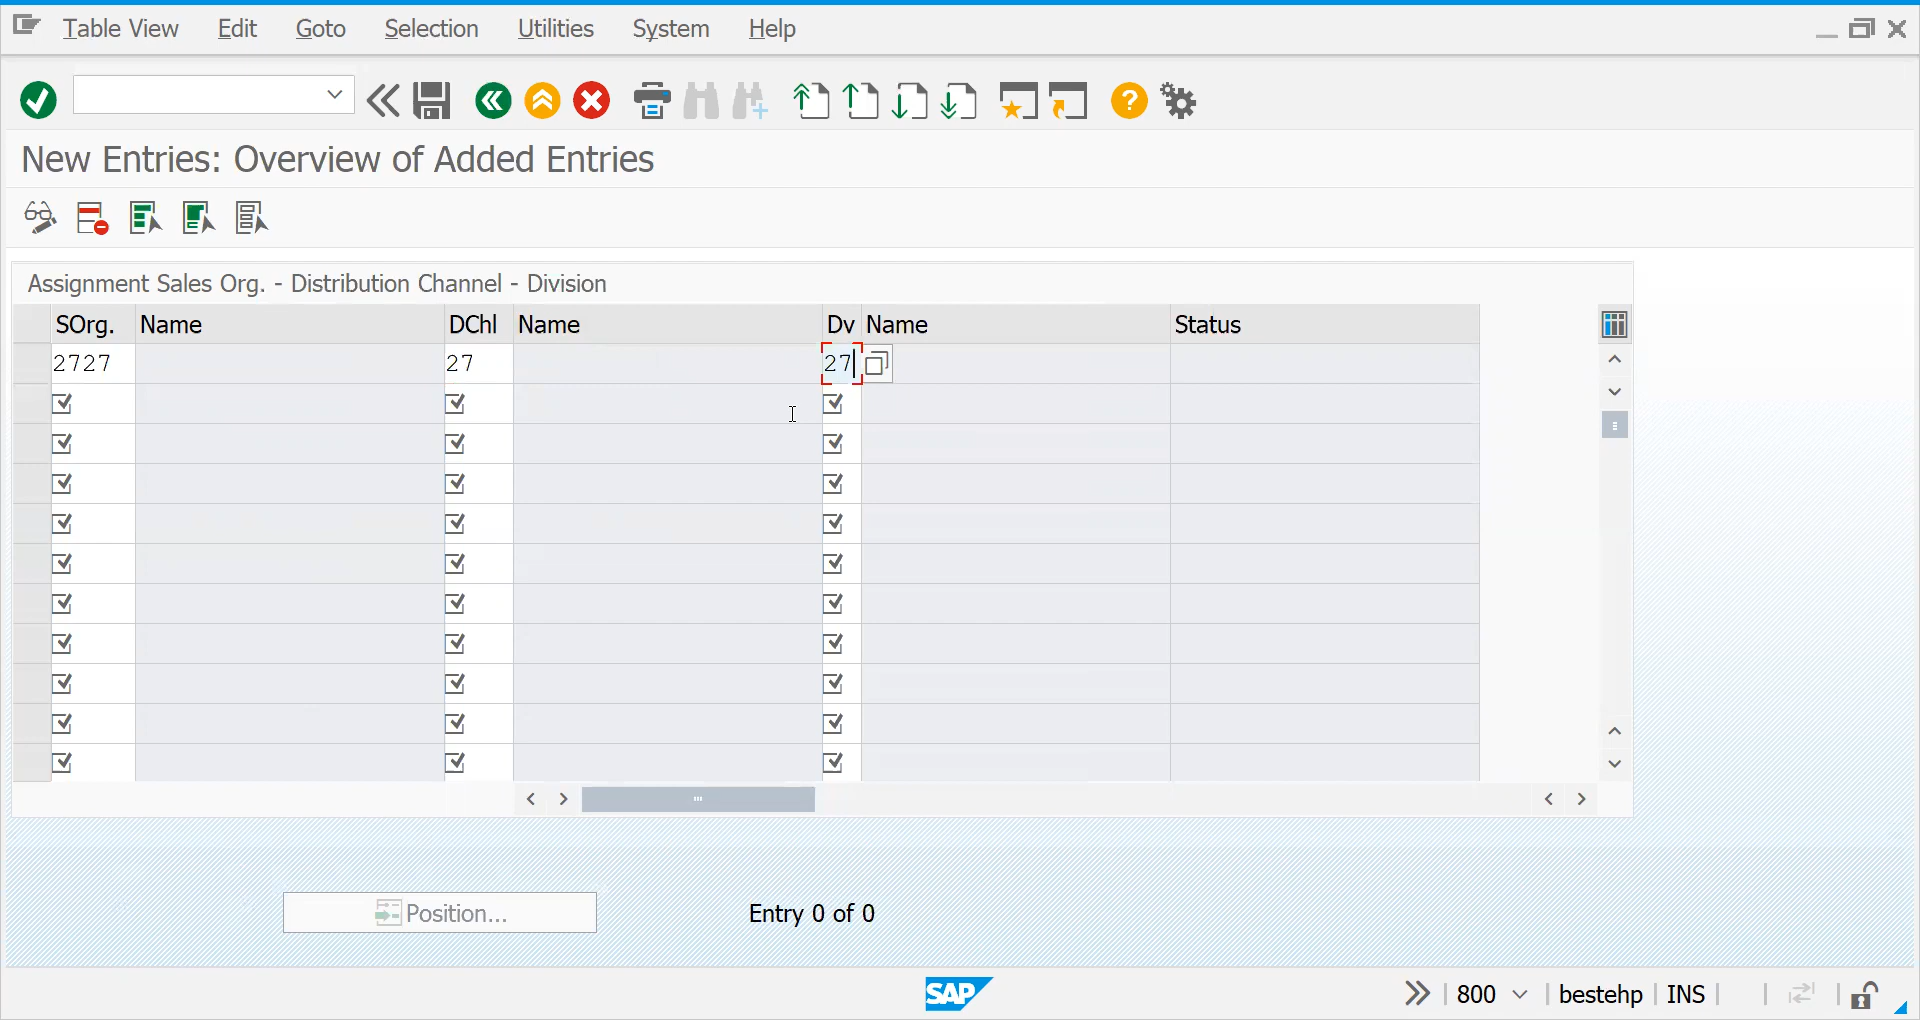 Table View Edit Goto Selection Utilities System Help
New Entries: Overview of Added Entries
Assignment Sales Org. - Distribution Channel - Division
SOrg. Name DChl Name Dv Name Status
2727 27 27
Position... Entry 0 of 0
SAP 800 bestehp INS